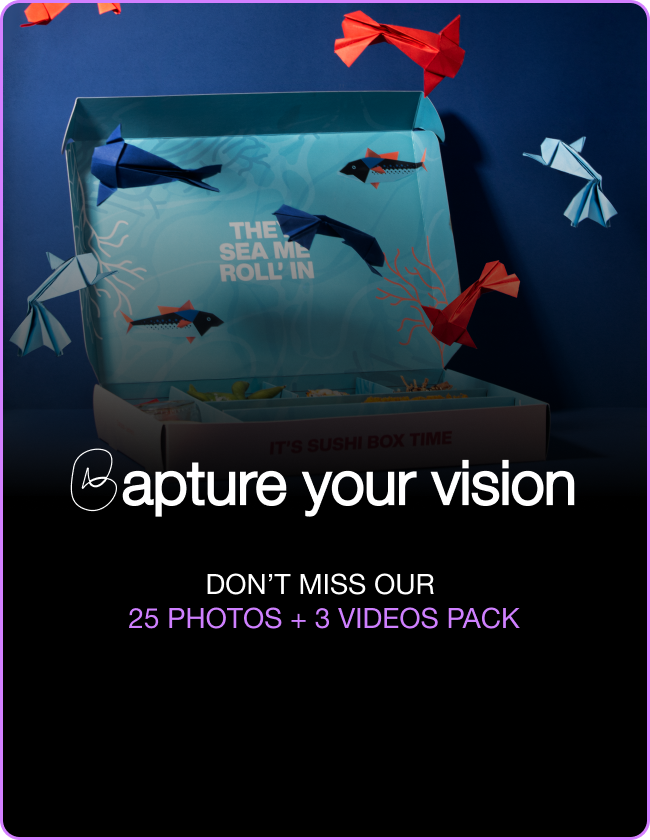 THEY
SEA ME
ROLL' IN
IT'S SUSHI BOX TIME
apture your vision
DON'T MISS OUR
25 PHOTOS + 3 VIDEOS PACK